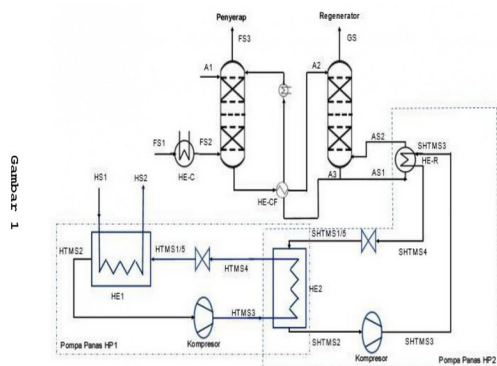 Penyerap
Regenerator
FS3
GS
A1
A2
FS1
FS2
HE-C
HE-CF
A3
AS2
AS1
SHTMS3
HE-R
Gambar 1
HS1
HS2
HTMS2
HTMS1/5
HTMS4
HE1
SHTMS1/5
SHTMS4
HE2
HTMS3
Kompresor
SHTMS2
SHTMS3
Kompresor
Pompa Panas HP1
Pompa Panas HP2